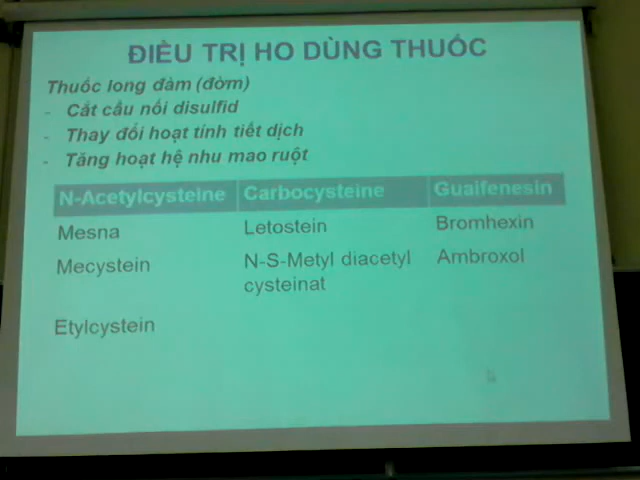 ĐIỀU TRỊ HO DÙNG THUỐC
Thuốc long đàm (đờm)
- Cắt cầu nối disulfid
- Thay đổi hoạt tính tiết dịch
- Tăng hoạt hệ nhu mao ruột
N-Acetylcysteine Carbocysteine Guaifenesin
Mesna Letostein Bromhexin
Mecystein N-S-Metyl diacetyl Ambroxol
cysteinat
Etylcystein